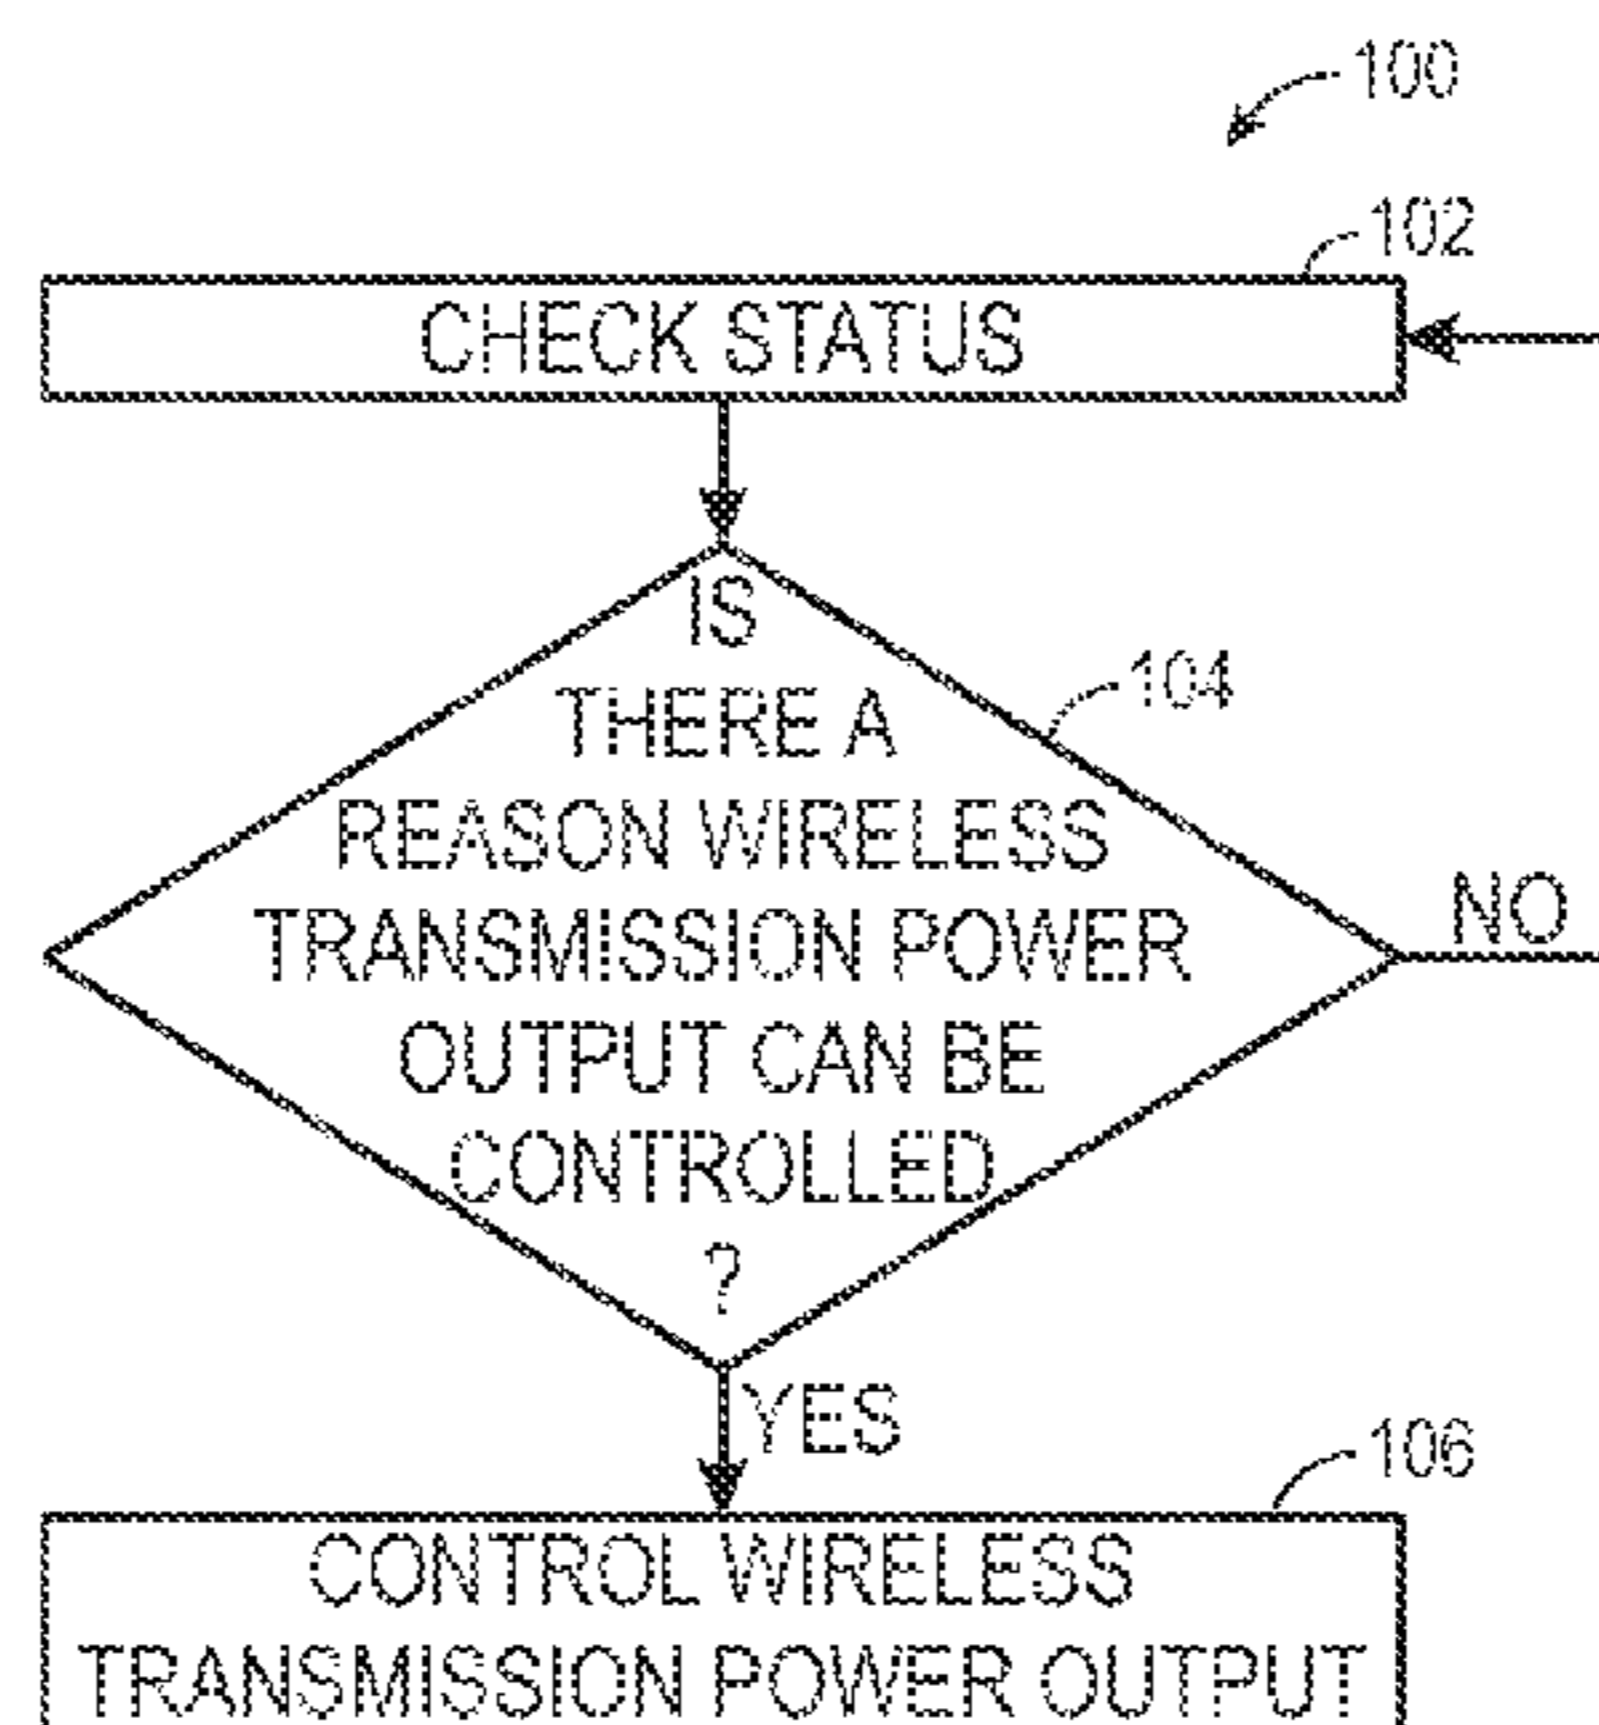 100
102
CHECK STATUS
IS
THERE A
104
REASON WIRELESS
TRANSMISSION POWER
NO
OUTPUT CAN BE
CONTROLLED
?
YES
106
CONTROL WIRELESS
TRANSMISSION POWER OUTPUT